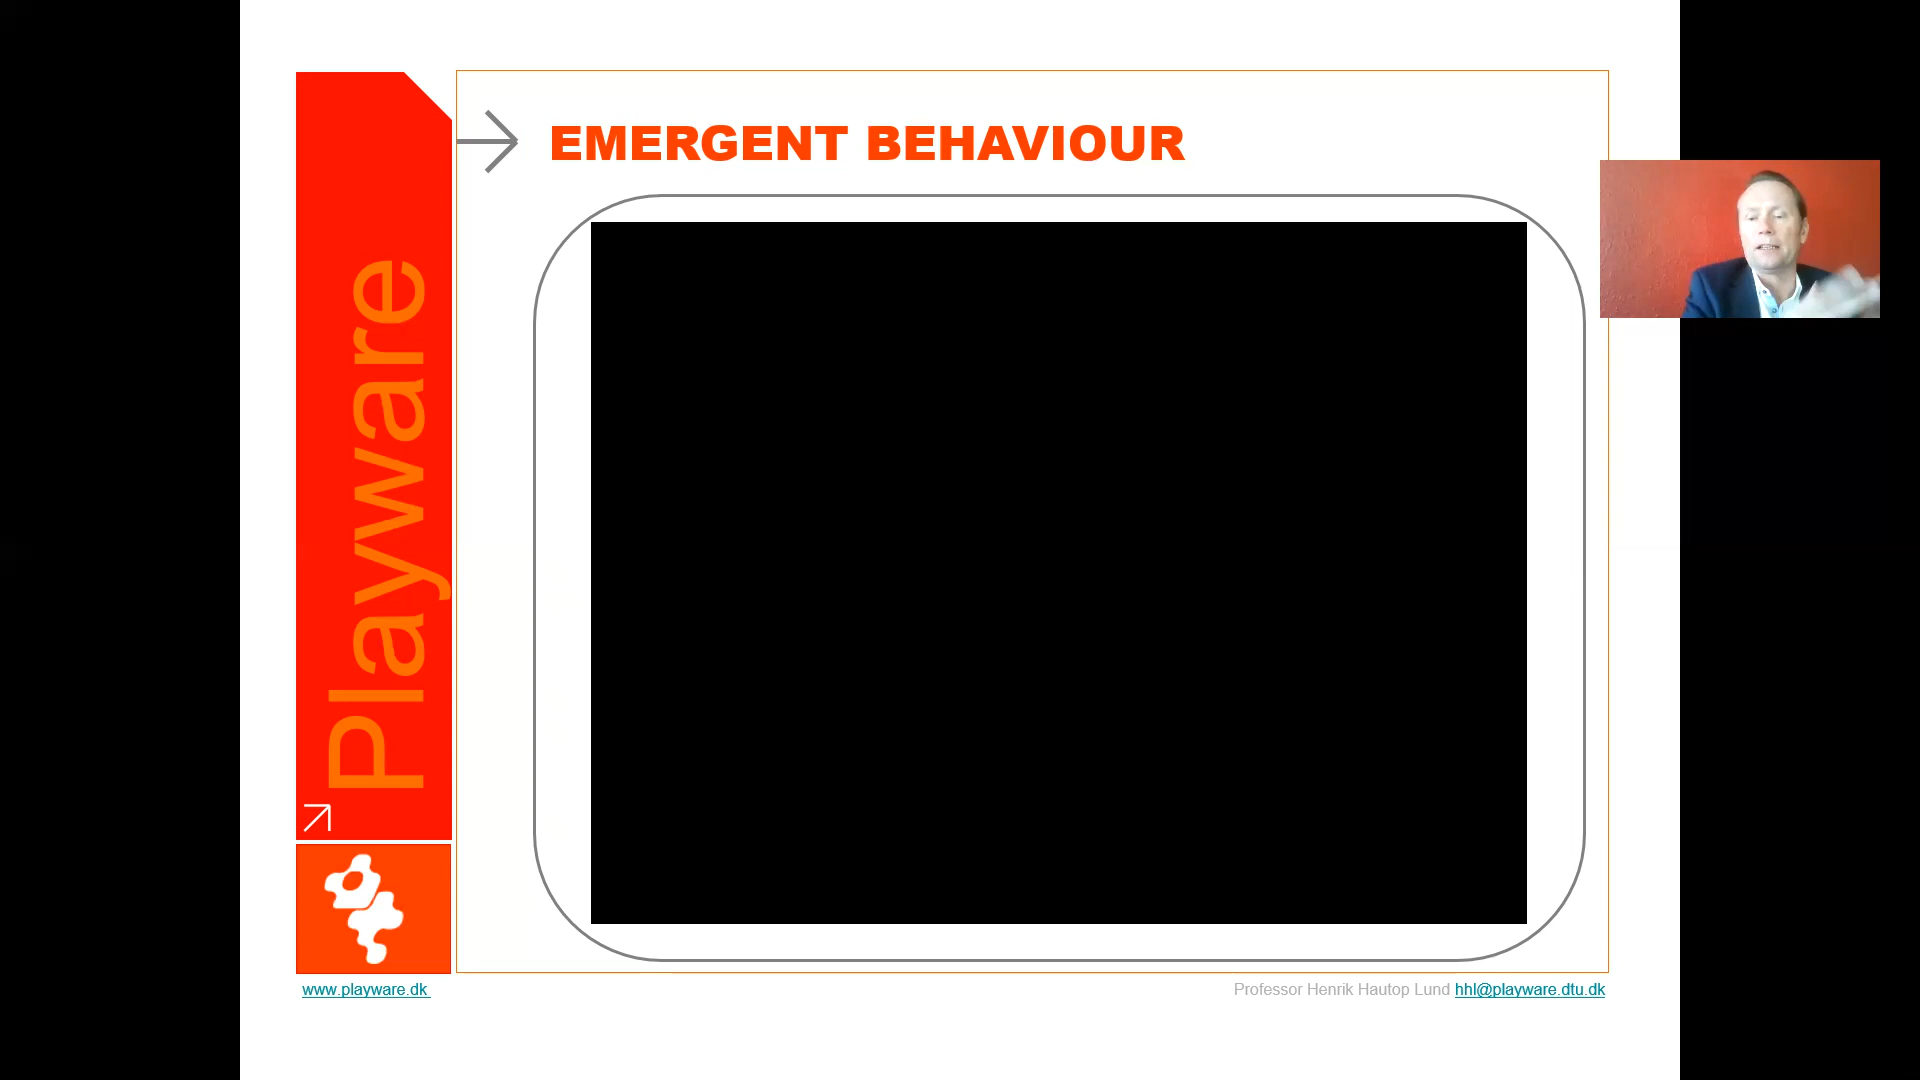 EMERGENT BEHAVIOUR
Playware
www.playware.dk
Professor Henrik Hautop Lund hhl@playware.dtu.dk